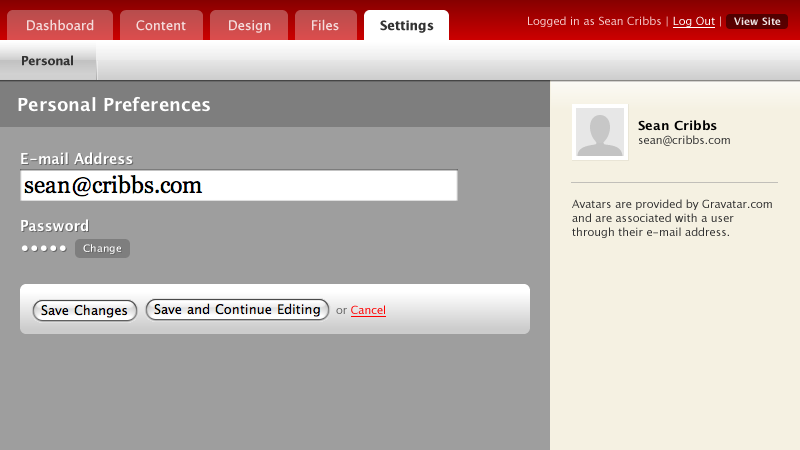 Dashboard Content Design Files Settings Logged in as Sean Cribbs | Log Out | View Site
Personal
Personal Preferences
E-mail Address
sean@cribbs.com
Password
••••• Change
Save Changes Save and Continue Editing or Cancel
Sean Cribbs
sean@cribbs.com
Avatars are provided by Gravatar.com
and are associated with a user
through their e-mail address.